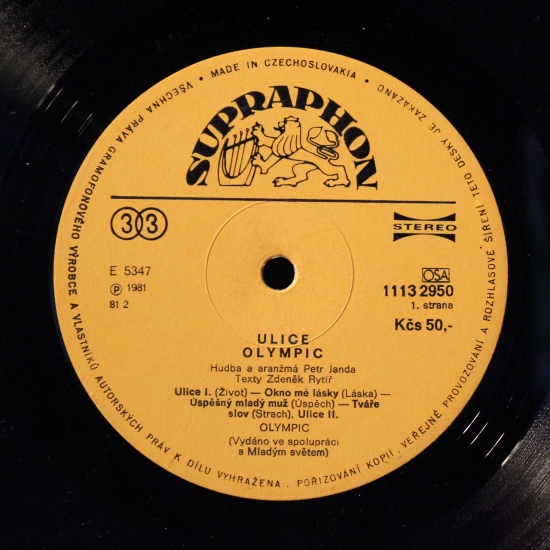 VŠECHNA PRÁVA GRAMOFONOVÉHO VÝROBCE A VLASTNÍKŮ AUTORSKÝCH PRÁV K DÍLU VYHRAŽENA. POŘIZOVÁNÍ KOPIÍ, VEŘEJNÉ PROVOZOVÁNÍ A ROZHLASOVÉ ŠÍŘENÍ TÉTO DESKY JE ZAKÁZÁNO
• MADE IN CZECHOSLOVAKIA •
SUPRAPHON
33
STEREO
E 5347
OSA
Ⓟ 1981
1113 2950
81 2
1. strana
Kčs 50,-
ULICE
OLYMPIC
Hudba a aranžmá Petr Janda
Texty Zdeněk Rytíř
Ulice I. (Život) — Okno mé lásky (Láska) —
Úspěšný mladý muž (Úspěch) — Tváře
slov (Strach), Ulice II.
OLYMPIC
(Vydáno ve spolupráci
s Mladým světem)